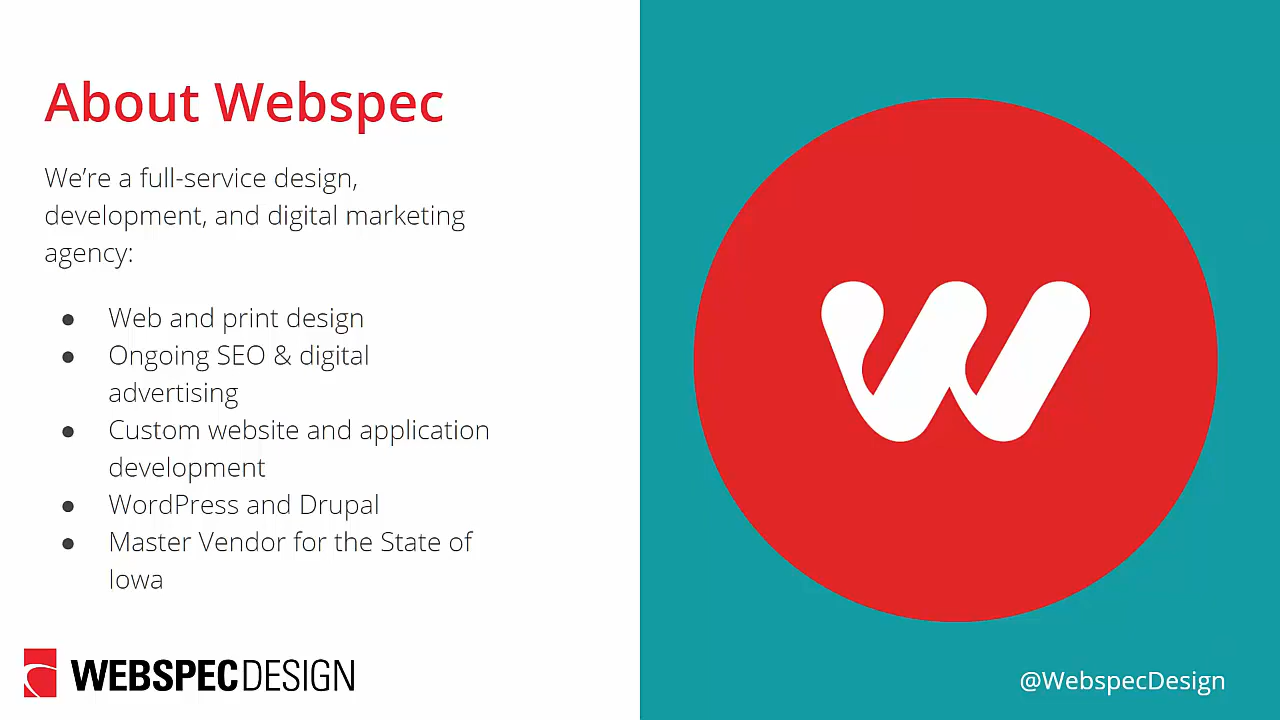 About Webspec
We’re a full-service design,
development, and digital marketing
agency:
● Web and print design
● Ongoing SEO & digital
advertising
● Custom website and application
development
● WordPress and Drupal
● Master Vendor for the State of
Iowa
WEBSPECDESIGN
W
@WebspecDesign